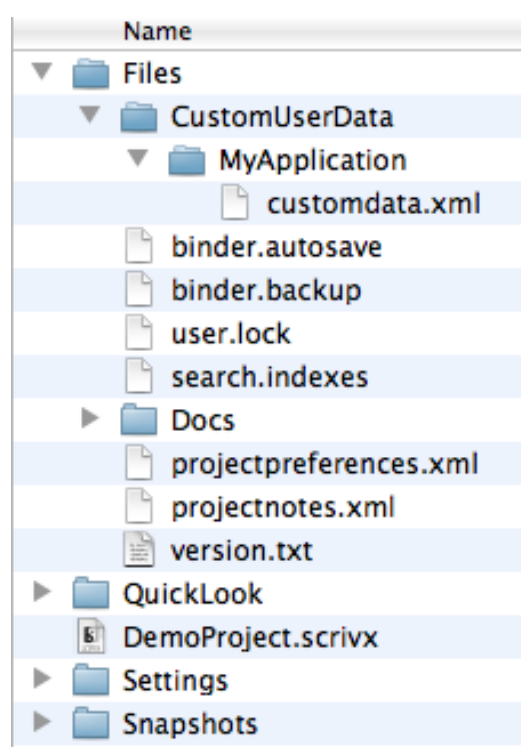 Name
Files
CustomUserData
MyApplication
customdata.xml
binder.autosave
binder.backup
user.lock
search.indexes
Docs
projectpreferences.xml
projectnotes.xml
version.txt
QuickLook
DemoProject.scrivx
Settings
Snapshots